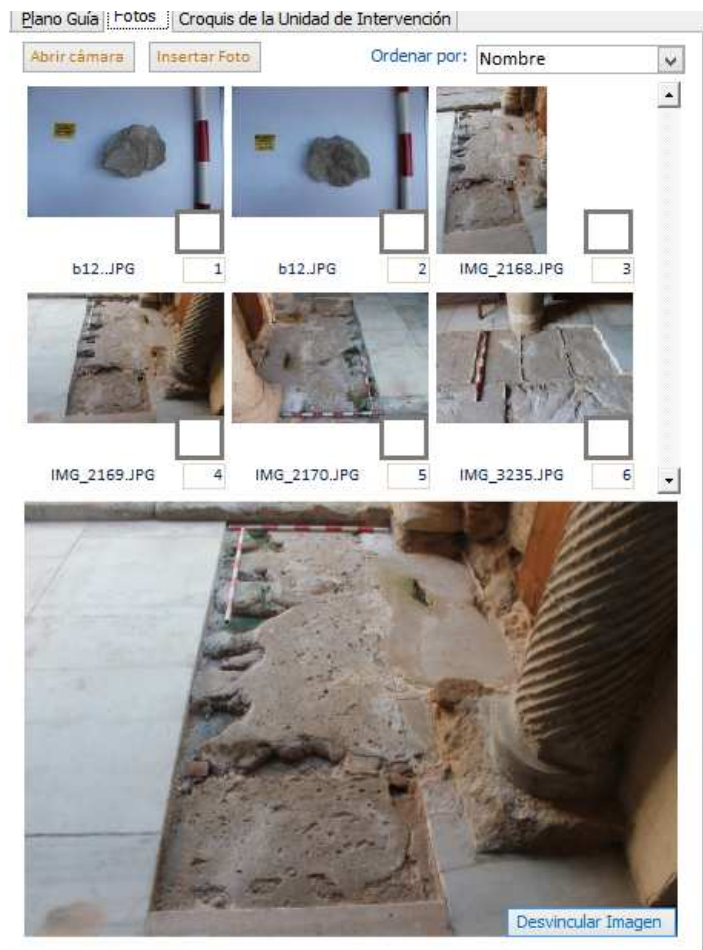 Plano Guía Fotos Croquis de la Unidad de Intervención
Abrir cámara Insertar Foto Ordenar por: Nombre
b12..JPG 1 b12.JPG 2 IMG_2168.JPG 3
IMG_2169.JPG 4 IMG_2170.JPG 5 IMG_3235.JPG 6
Desvincular Imagen